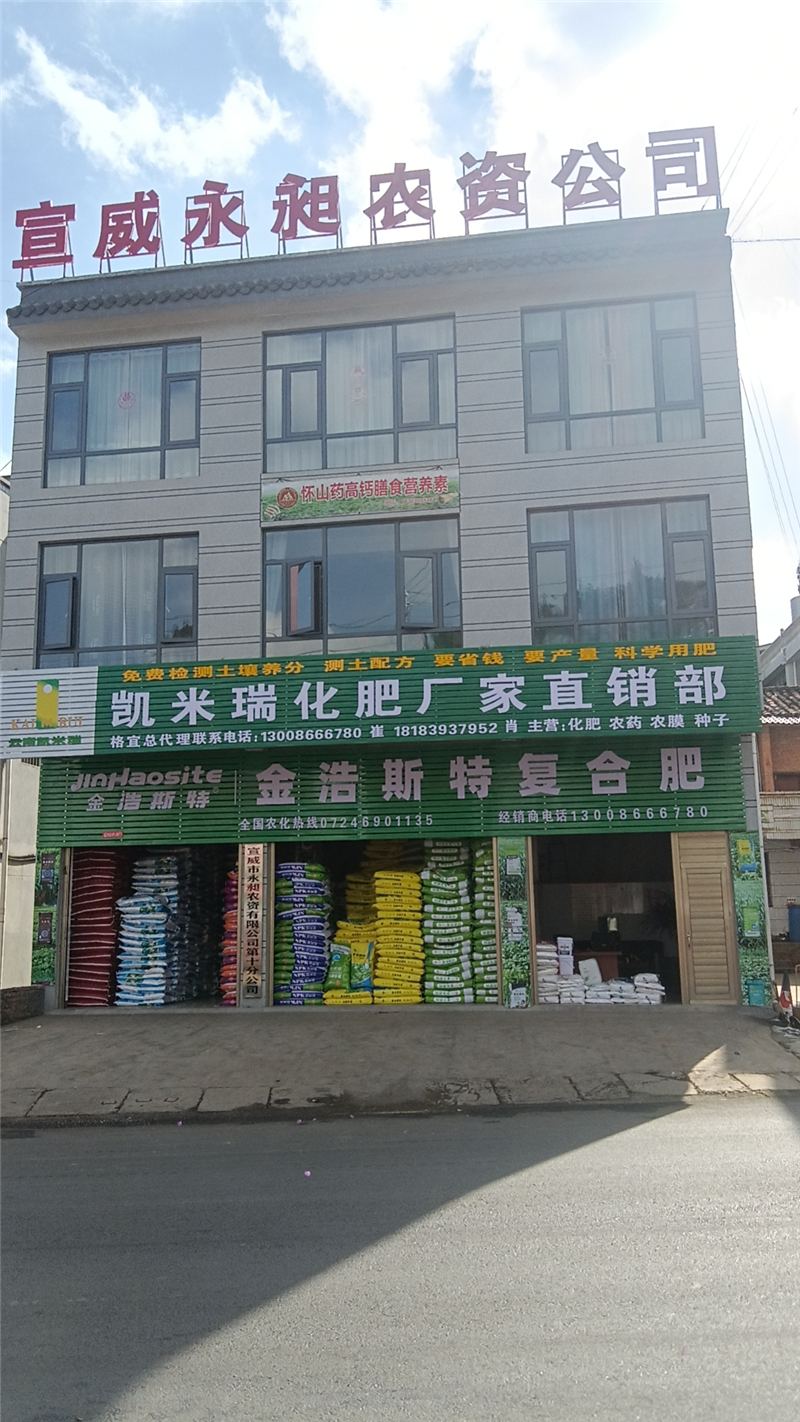 宣威永昶农资公司
怀山药高钙膳食营养素
免费检测土壤养分 测土配方 要省钱 要产量 科学用肥
凯米瑞化肥厂家直销部
云南凯米瑞
格宜总代理联系电话:13008666780 崔 18183937952 肖 主营:化肥 农药 农膜 种子
JINHAOSITE
金浩斯特
金浩斯特复合肥
全国农化热线07246901135
经销商电话13008666780
宣威市永昶农资有限公司第一分公司